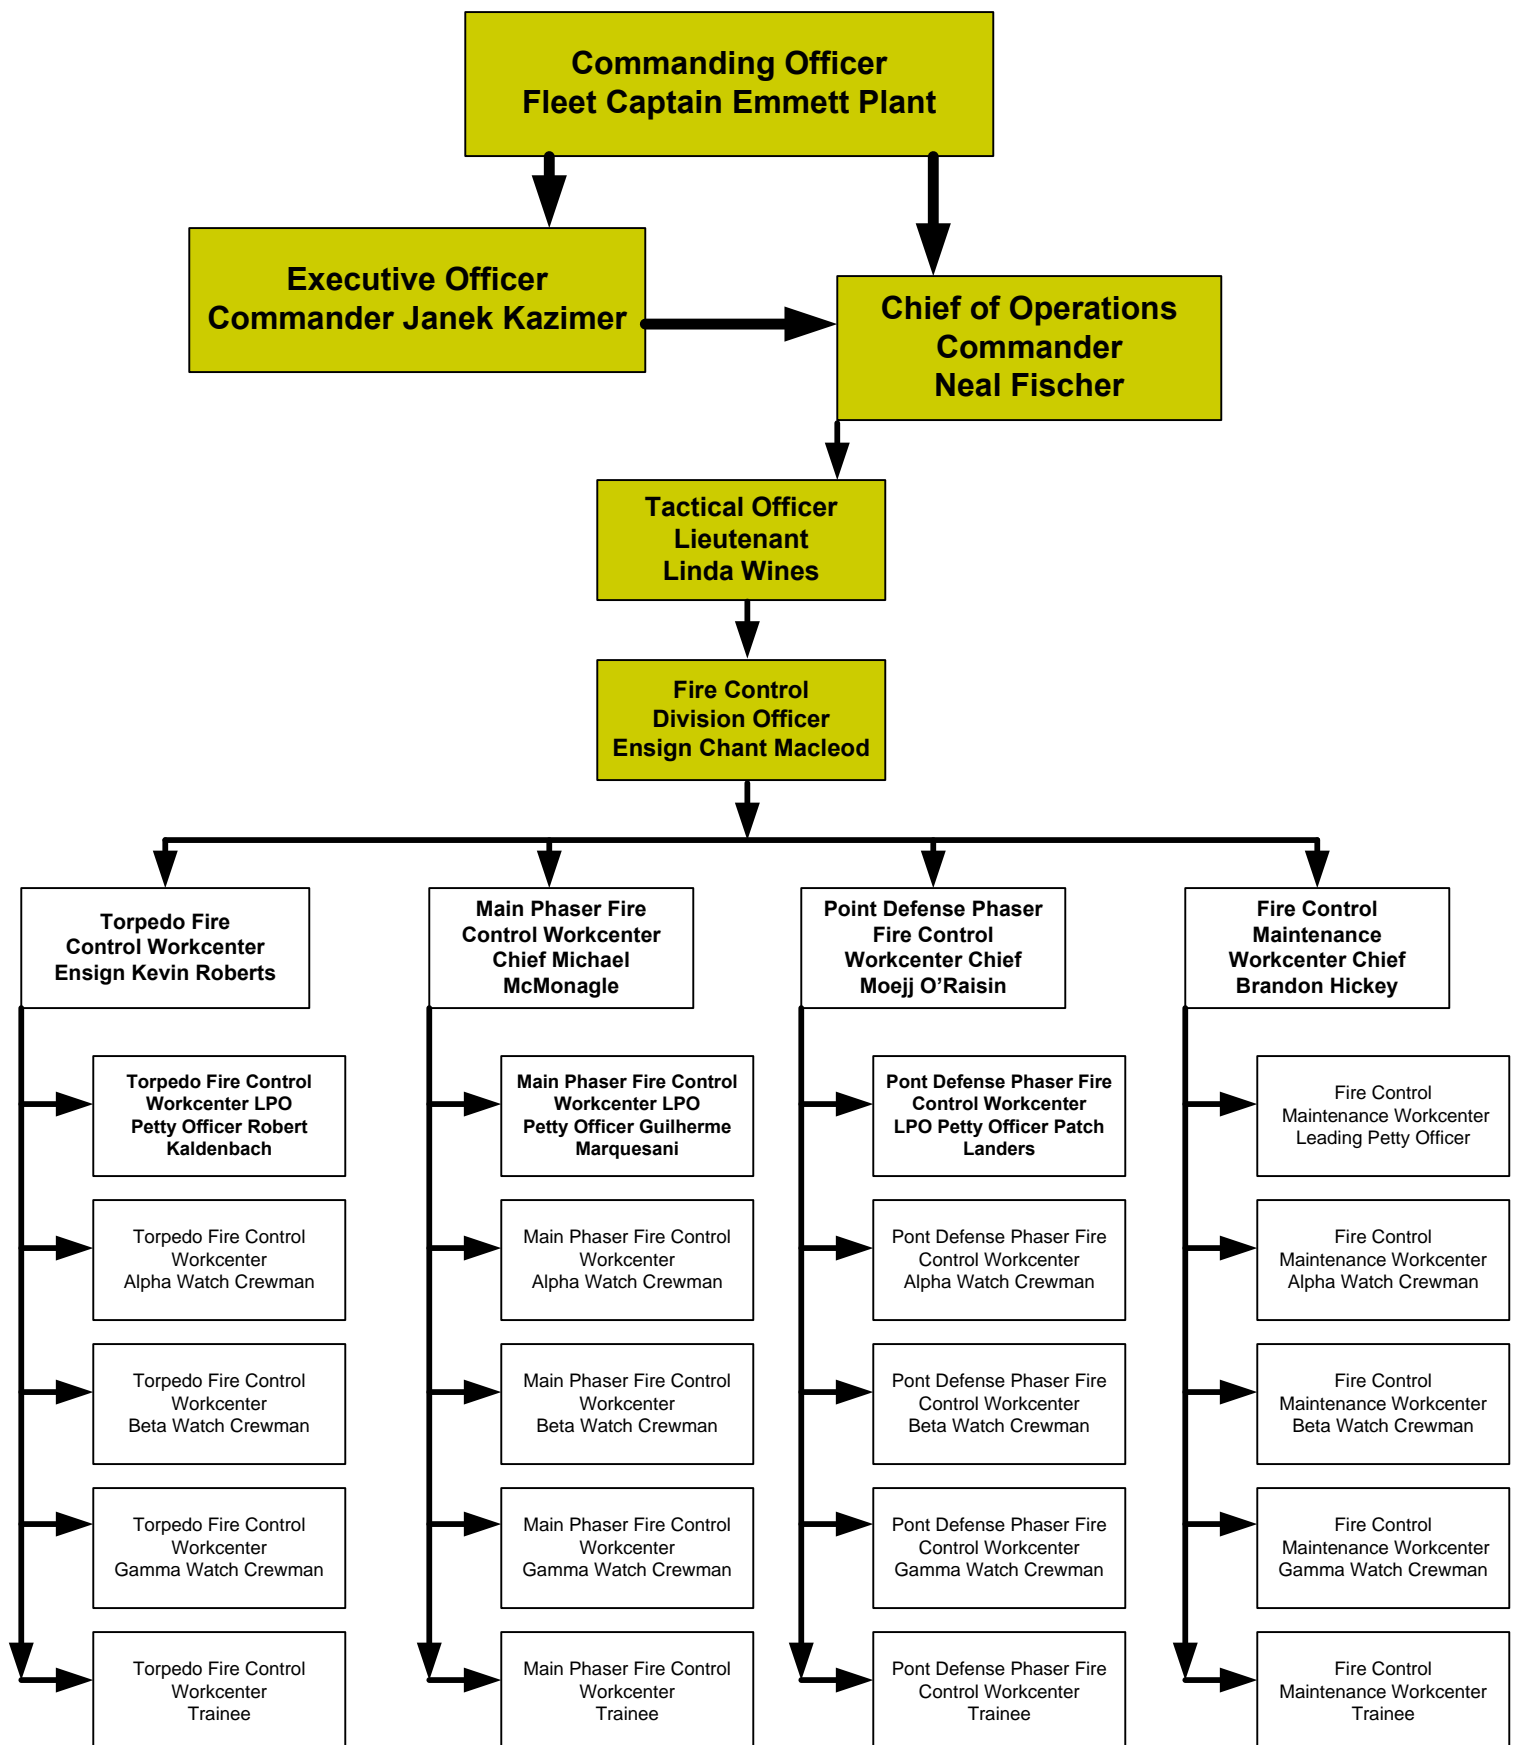 Commanding Officer
Fleet Captain Emmett Plant
Executive Officer
Commander Janek Kazimer
Chief of Operations
Commander
Neal Fischer
Tactical Officer
Lieutenant
Linda Wines
Fire Control
Division Officer
Ensign Chant Macleod
Torpedo Fire
Control Workcenter
Ensign Kevin Roberts
Main Phaser Fire
Control Workcenter
Chief Michael
McMonagle
Point Defense Phaser
Fire Control
Workcenter Chief
Moejj O’Raisin
Fire Control
Maintenance
Workcenter Chief
Brandon Hickey
Torpedo Fire Control
Workcenter LPO
Petty Officer Robert
Kaldenbach
Main Phaser Fire Control
Workcenter LPO
Petty Officer Guilherme
Marquesani
Pont Defense Phaser Fire
Control Workcenter
LPO Petty Officer Patch
Landers
Fire Control
Maintenance Workcenter
Leading Petty Officer
Torpedo Fire Control
Workcenter
Alpha Watch Crewman
Main Phaser Fire Control
Workcenter
Alpha Watch Crewman
Pont Defense Phaser Fire
Control Workcenter
Alpha Watch Crewman
Fire Control
Maintenance Workcenter
Alpha Watch Crewman
Torpedo Fire Control
Workcenter
Beta Watch Crewman
Main Phaser Fire Control
Workcenter
Beta Watch Crewman
Pont Defense Phaser Fire
Control Workcenter
Beta Watch Crewman
Fire Control
Maintenance Workcenter
Beta Watch Crewman
Torpedo Fire Control
Workcenter
Gamma Watch Crewman
Main Phaser Fire Control
Workcenter
Gamma Watch Crewman
Pont Defense Phaser Fire
Control Workcenter
Gamma Watch Crewman
Fire Control
Maintenance Workcenter
Gamma Watch Crewman
Torpedo Fire Control
Workcenter
Trainee
Main Phaser Fire Control
Workcenter
Trainee
Pont Defense Phaser Fire
Control Workcenter
Trainee
Fire Control
Maintenance Workcenter
Trainee